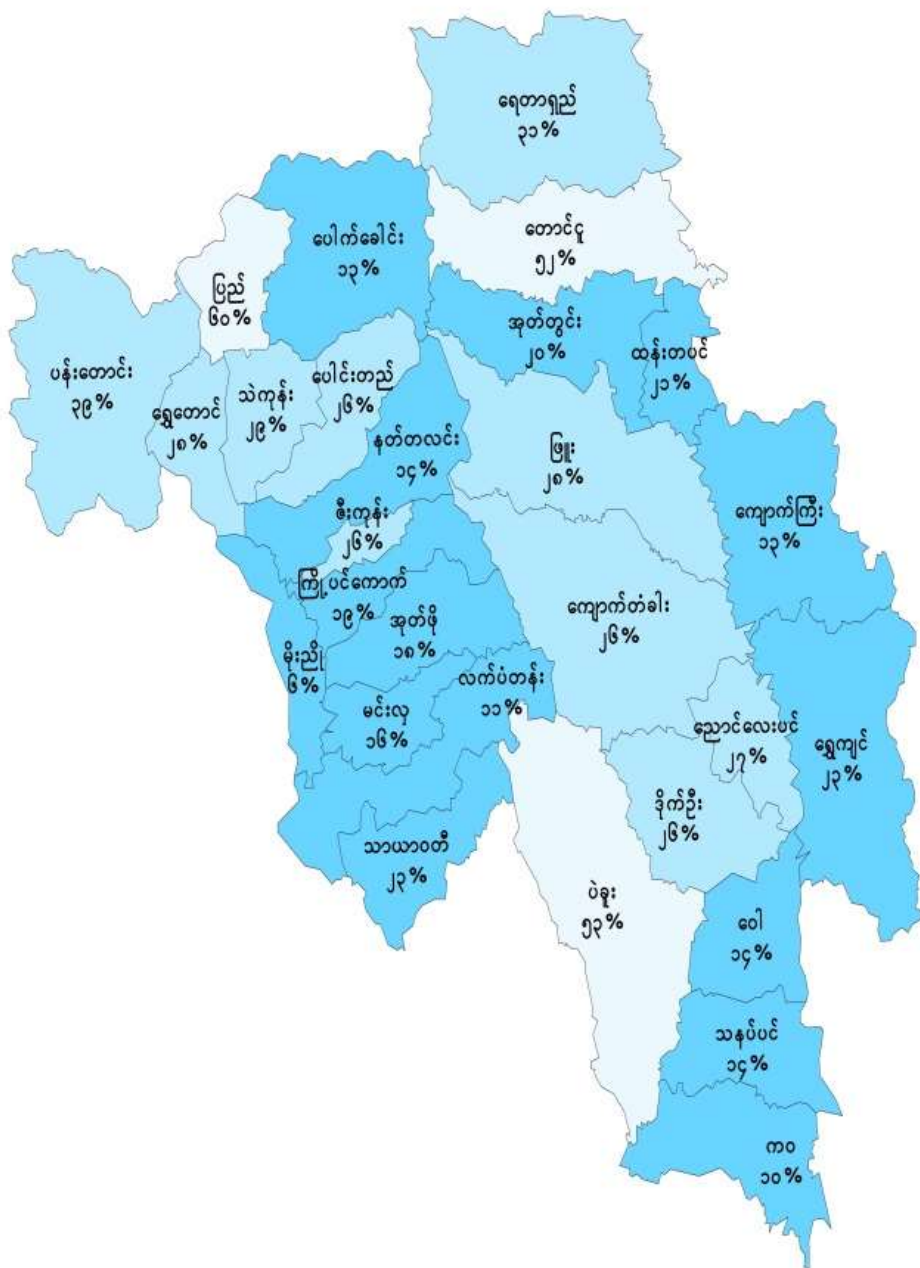 ရေတာရှည်
၃၁%
တောင်ငူ
၅၂%
ပေါက်ခေါင်း
၁၃%
ပြည်
၆၀%
အုတ်တွင်း
၂၀%
ထန်းတပင်
၂၁%
ပန်းတောင်း
၃၉%
ရွှေတောင်
၂၈%
သဲကုန်း
၂၉%
ပေါင်းတည်
၂၆%
နတ်တလင်း
၁၄%
ဖြူး
၂၈%
ကျောက်ကြီး
၁၃%
ဇီးကုန်း
၂၆%
ကြို့ပင်ကောက်
၁၉%
ကျောက်တံခါး
၂၆%
အုတ်ဖို
၁၈%
မိုးညို
၆%
လက်ပံတန်း
၁၁%
မင်းလှ
၁၆%
ညောင်လေးပင်
၂၇%
ရွှေကျင်
၂၃%
ဒိုက်ဦး
၂၆%
သာယာဝတီ
၂၃%
ပဲခူး
၅၃%
ဝေါ
၁၄%
သနပ်ပင်
၁၄%
ကဝ
၁၀%